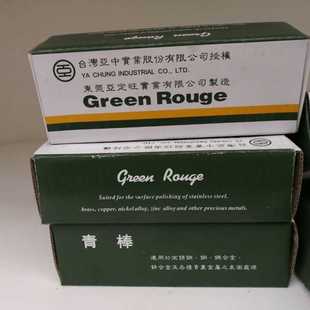 台灣亞中實業股份有限公司授權
YA CHUNG INDUSTRIAL CO., LTD.
東莞亞定旺實業有限公司製造
Green Rouge
Green Rouge
Suited for the surface polishing of stainless steel,
brass, copper, nickel alloy, zinc alloy and other precious metals.
青棒
適用於不銹鋼、銅、鎳合金、
鋅合金及各種貴重金屬之表面處理